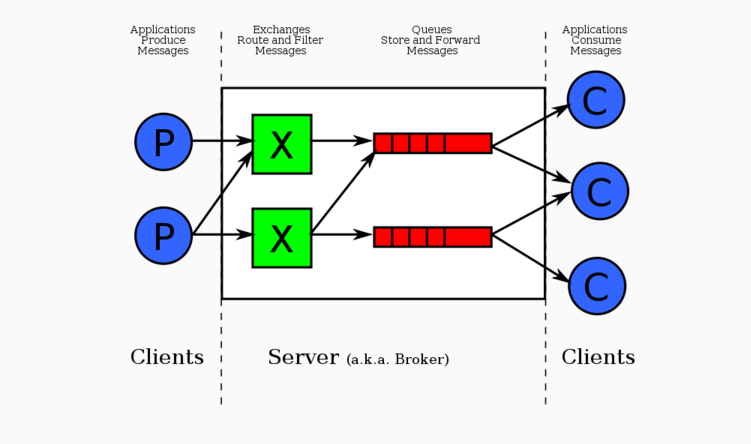 Applications
Produce
Messages
Exchanges
Route and Filter
Messages
Queues
Store and Forward
Messages
Applications
Consume
Messages
P
X
C
C
P
X
C
Clients
Server (a.k.a. Broker)
Clients